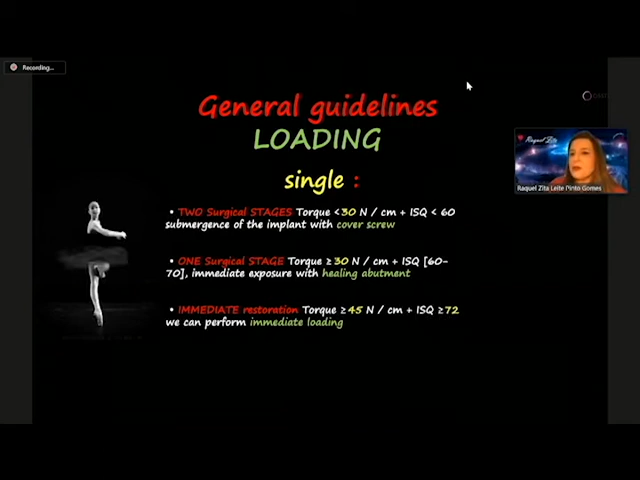 Recording...
General guidelines
LOADING
single :
• TWO Surgical STAGES Torque <30 N / cm + ISQ < 60
submergence of the implant with cover screw
• ONE Surgical STAGE Torque ≥30 N / cm + ISQ [60-
70], immediate exposure with healing abutment
• IMMEDIATE restoration Torque ≥45 N / cm + ISQ ≥72
we can perform immediate loading
Raquel Zita
Raquel Zita Leite Pinto Gomes